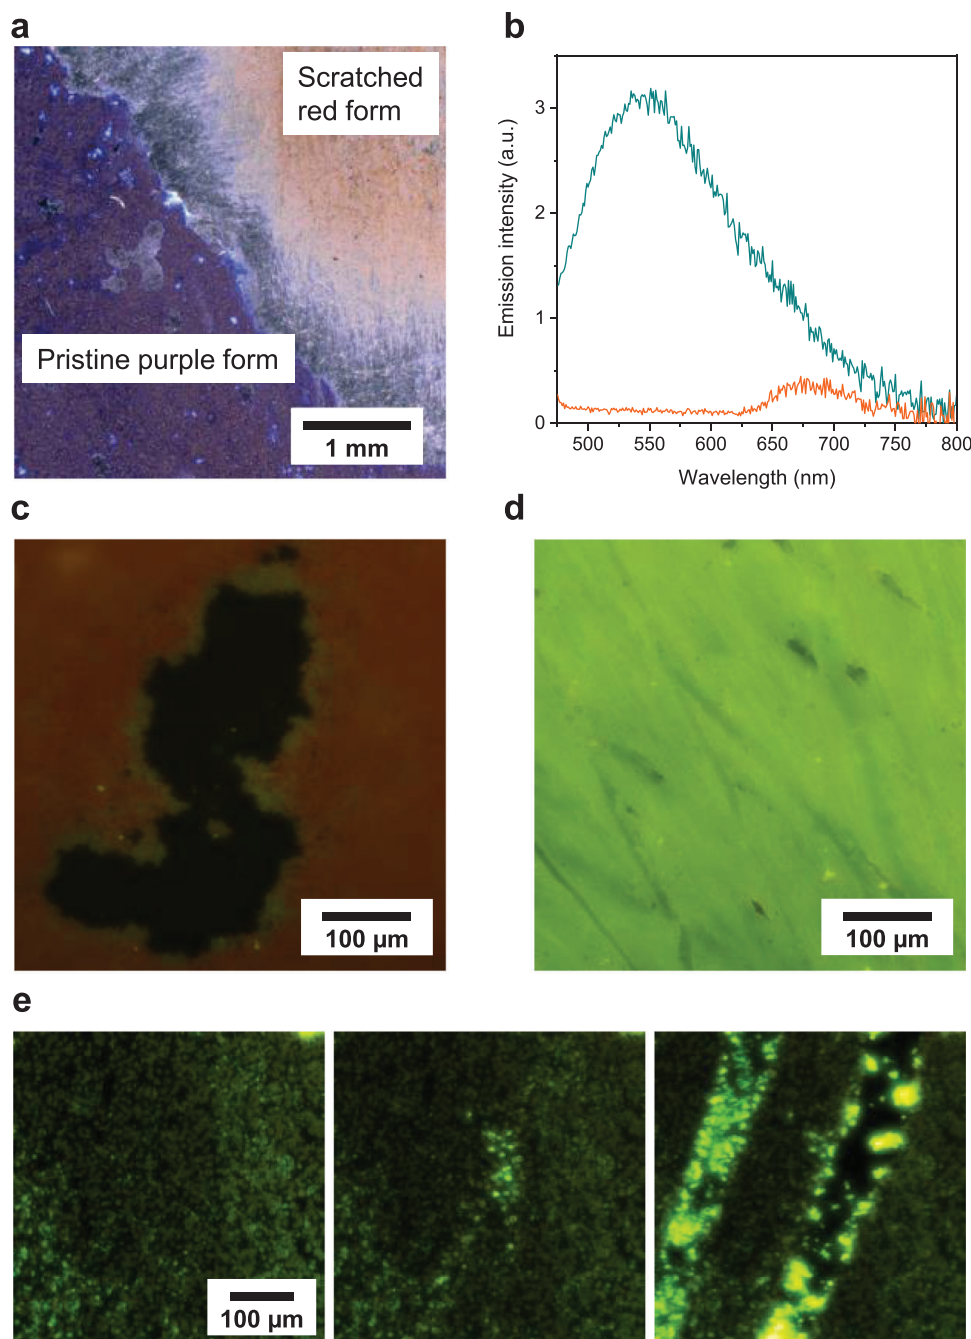 a
Scratched
red form
Pristine purple form
1 mm
b
Emission intensity (a.u.)
3
2
1
0
500 550 600 650 700 750 800
Wavelength (nm)
c
100 µm
d
100 µm
e
100 µm